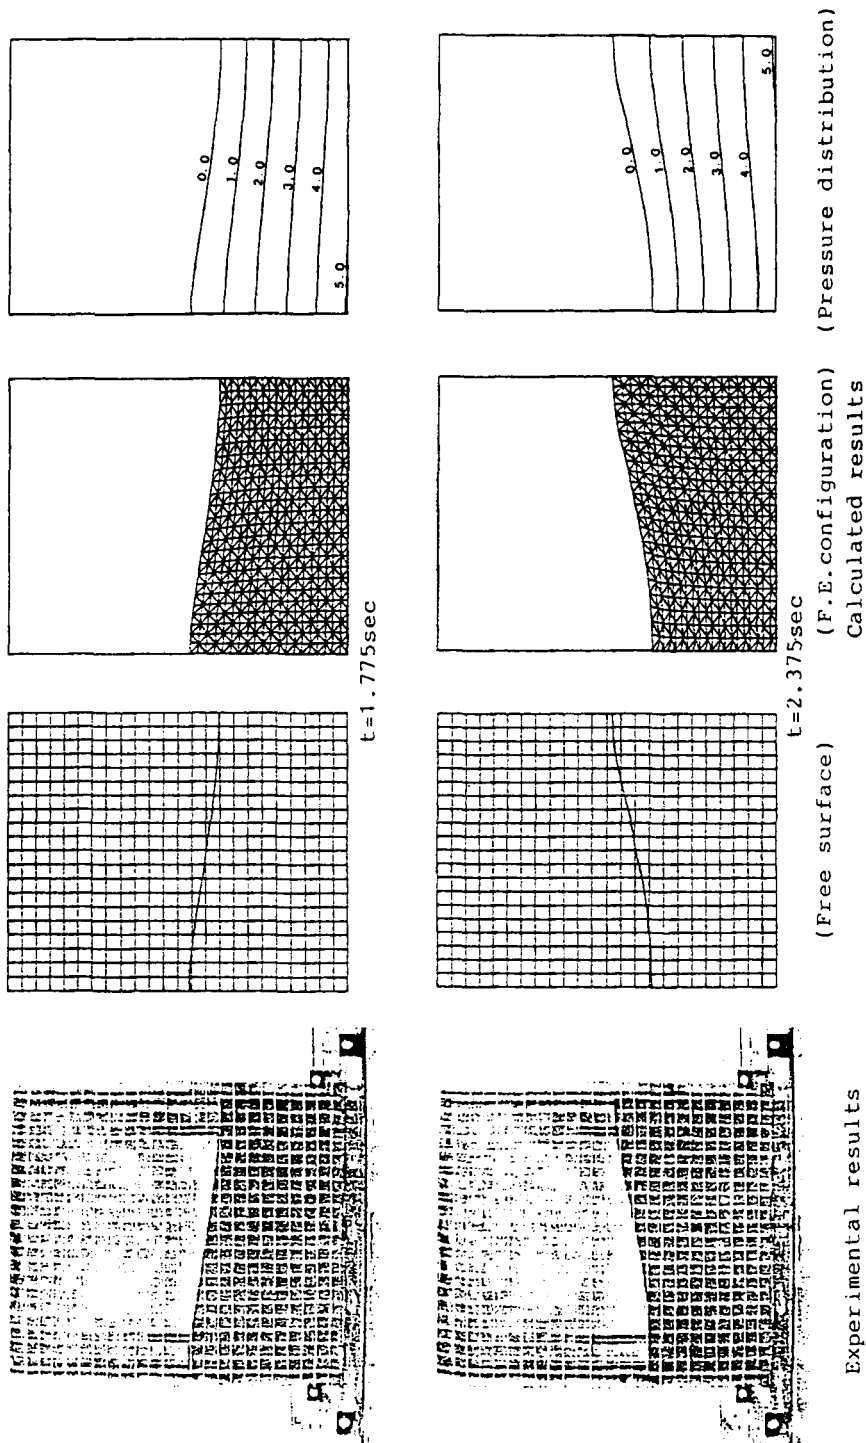 0.0
1.0
2.0
3.0
4.0
5.0
t=1.775sec
0.0
1.0
2.0
3.0
4.0
5.0
t=2.375sec
Experimental results
(Free surface)
(F.E.configuration)
(Pressure distribution)
Calculated results